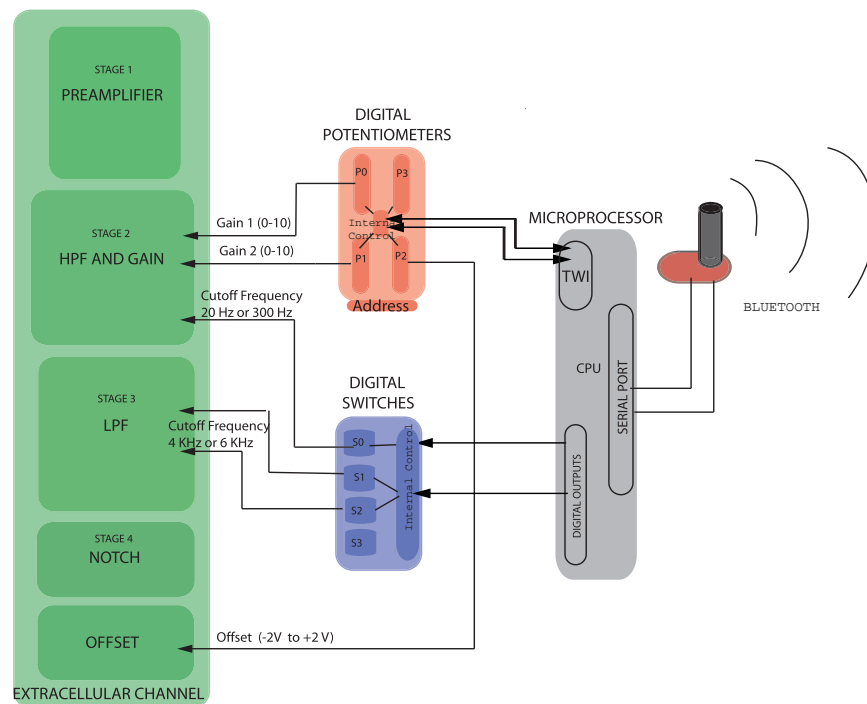 STAGE 1
PREAMPLIFIER
STAGE 2
HPF AND GAIN
STAGE 3
LPF
STAGE 4
NOTCH
OFFSET
EXTRACELLULAR CHANNEL
Gain 1 (0-10)
Gain 2 (0-10)
Cutoff Frequency
20 Hz or 300 Hz
Cutoff Frequency
4 KHz or 6 KHz
Offset (-2V to +2 V)
DIGITAL
POTENTIOMETERS
P0
P3
Internal
Control
P1
P2
Address
DIGITAL
SWITCHES
S0
S1
S2
S3
Internal Control
MICROPROCESSOR
TWI
CPU
SERIAL PORT
DIGITAL OUTPUTS
BLUETOOTH